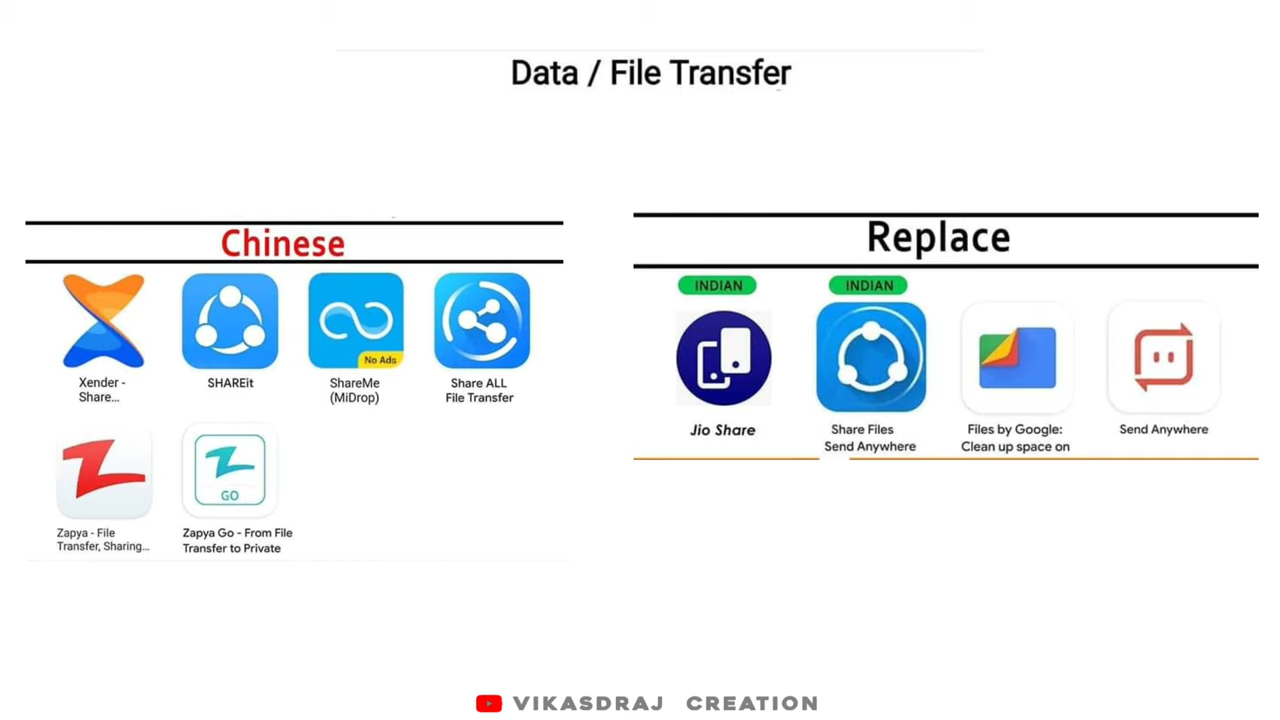 Data / File Transfer
Chinese
Xender -
Share...
SHAREit
No Ads
ShareMe
(MiDrop)
Share ALL
File Transfer
Zapya - File
Transfer, Sharing...
GO
Zapya Go - From File
Transfer to Private
Replace
INDIAN
Jio Share
INDIAN
Share Files
Send Anywhere
Files by Google:
Clean up space on
Send Anywhere
VIKASDRAJ CREATION